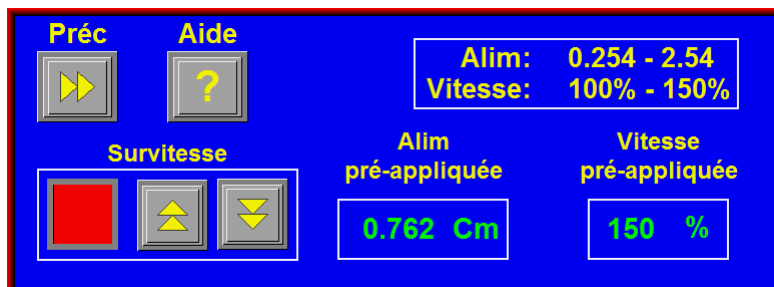 Préc
Aide
?
Alim: 0.254 - 2.54
Vitesse: 100% - 150%
Survitesse
Alim
pré-appliquée
Vitesse
pré-appliquée
0.762 Cm
150 %